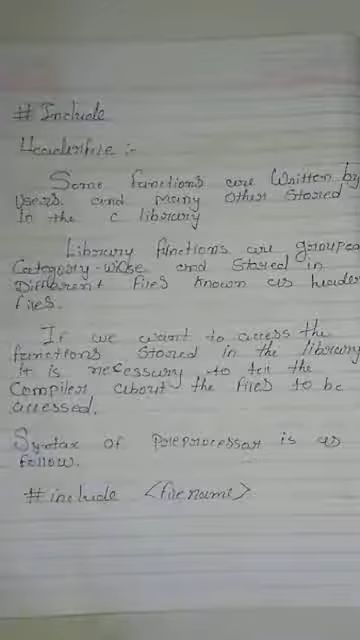 # Include
Headerfile :-
Some functions are Written by
users and many other Stored
In the c library
Library functions are grouped
Category-wise and Stored in
Different files known as header
files.
If we want to access the
functions Stored in the library
it is necessary to tell the
Compiler about the files to be
accessed.
Syntax of Preprocessor is as
follow.
#include <filename>